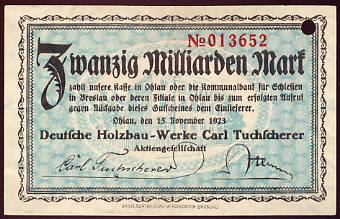 №013652
Zwanzig Milliarden Mark
zahlt unsere Kasse in Ohlau oder die Kommunalbank für Schlesien
in Breslau oder deren Filiale in Ohlau bis zum erfolgten Aufruf
gegen Rückgabe dieses Gutscheines dem Einlieferer.
Ohlau, den 15. November 1923
Deutsche Holzbau-Werke Carl Tuchscherer
Aktiengesellschaft
Carl Tuchscherer